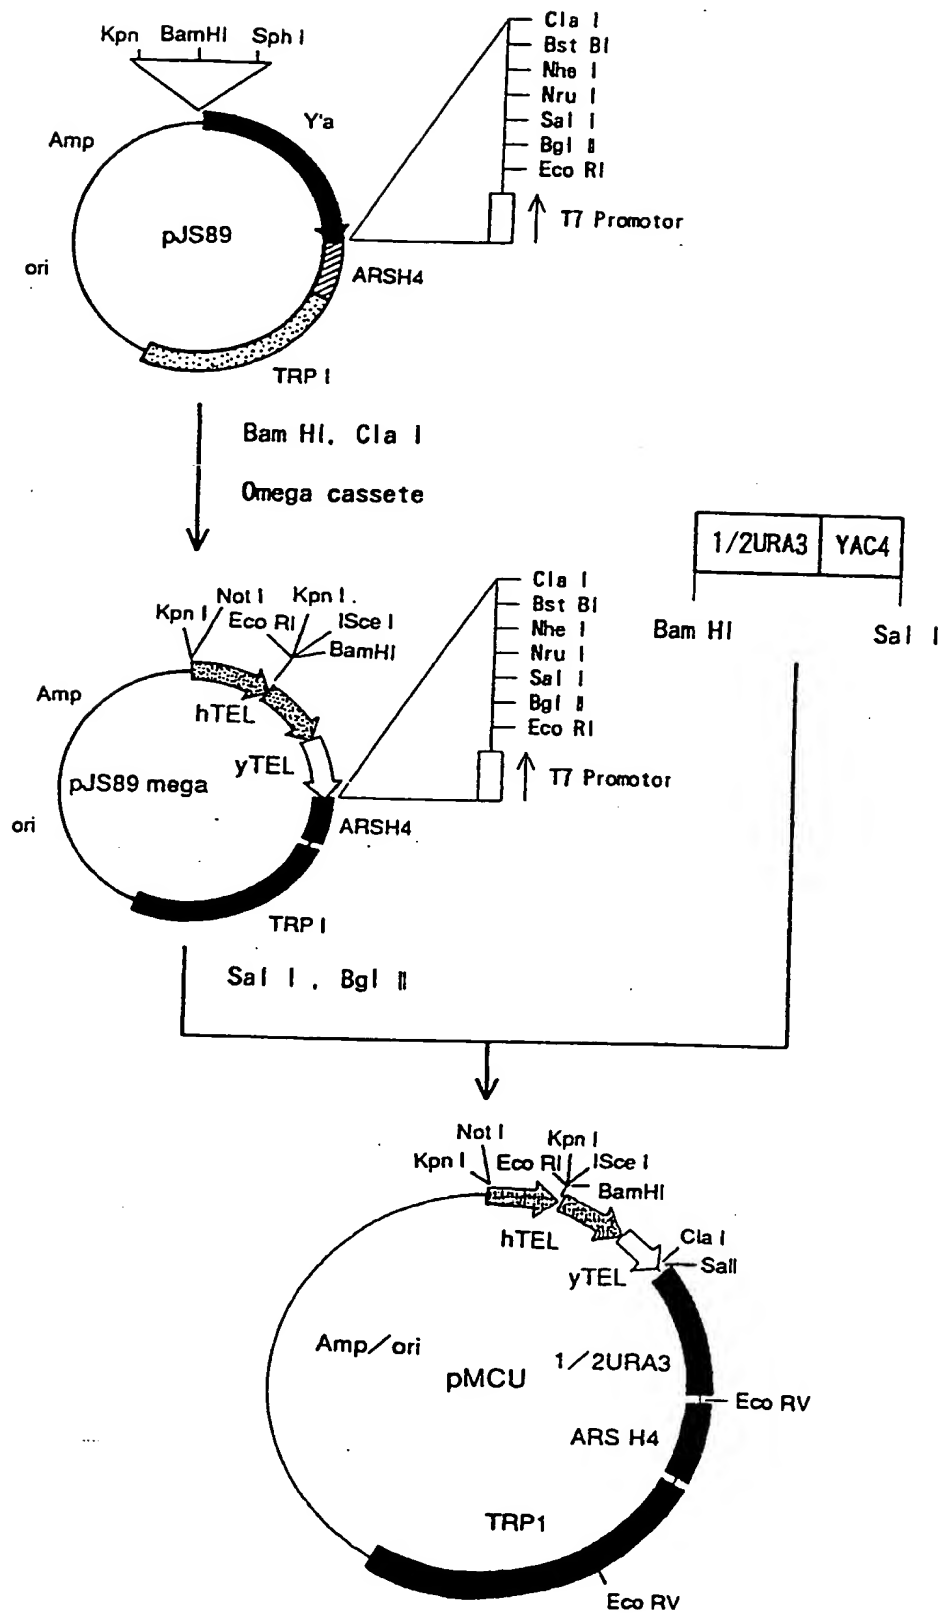 Kpn BamHI Sph I
Amp
Y'a
pJS89
ori
ARSH4
TRP I
Cla I
Bst BI
Nhe I
Nru I
Sal I
Bgl II
Eco RI
T7 Promotor
Bam HI, Cla I
Omega cassete
1/2URA3 YAC4
Bam HI Sal I
Kpn I
Not I
Eco RI
Kpn I.
ISce I
BamHI
Amp
hTEL
yTEL
pJS89 mega
ori
ARSH4
TRP I
Cla I
Bst BI
Nhe I
Nru I
Sal I
Bgl II
Eco RI
T7 Promotor
Sal I, Bgl II
Kpn I
Not I
Eco RI
Kpn I
ISce I
BamHI
hTEL
yTEL
Cla I
SalI
Amp/ori
pMCU
1/2URA3
Eco RV
ARS H4
TRP1
Eco RV